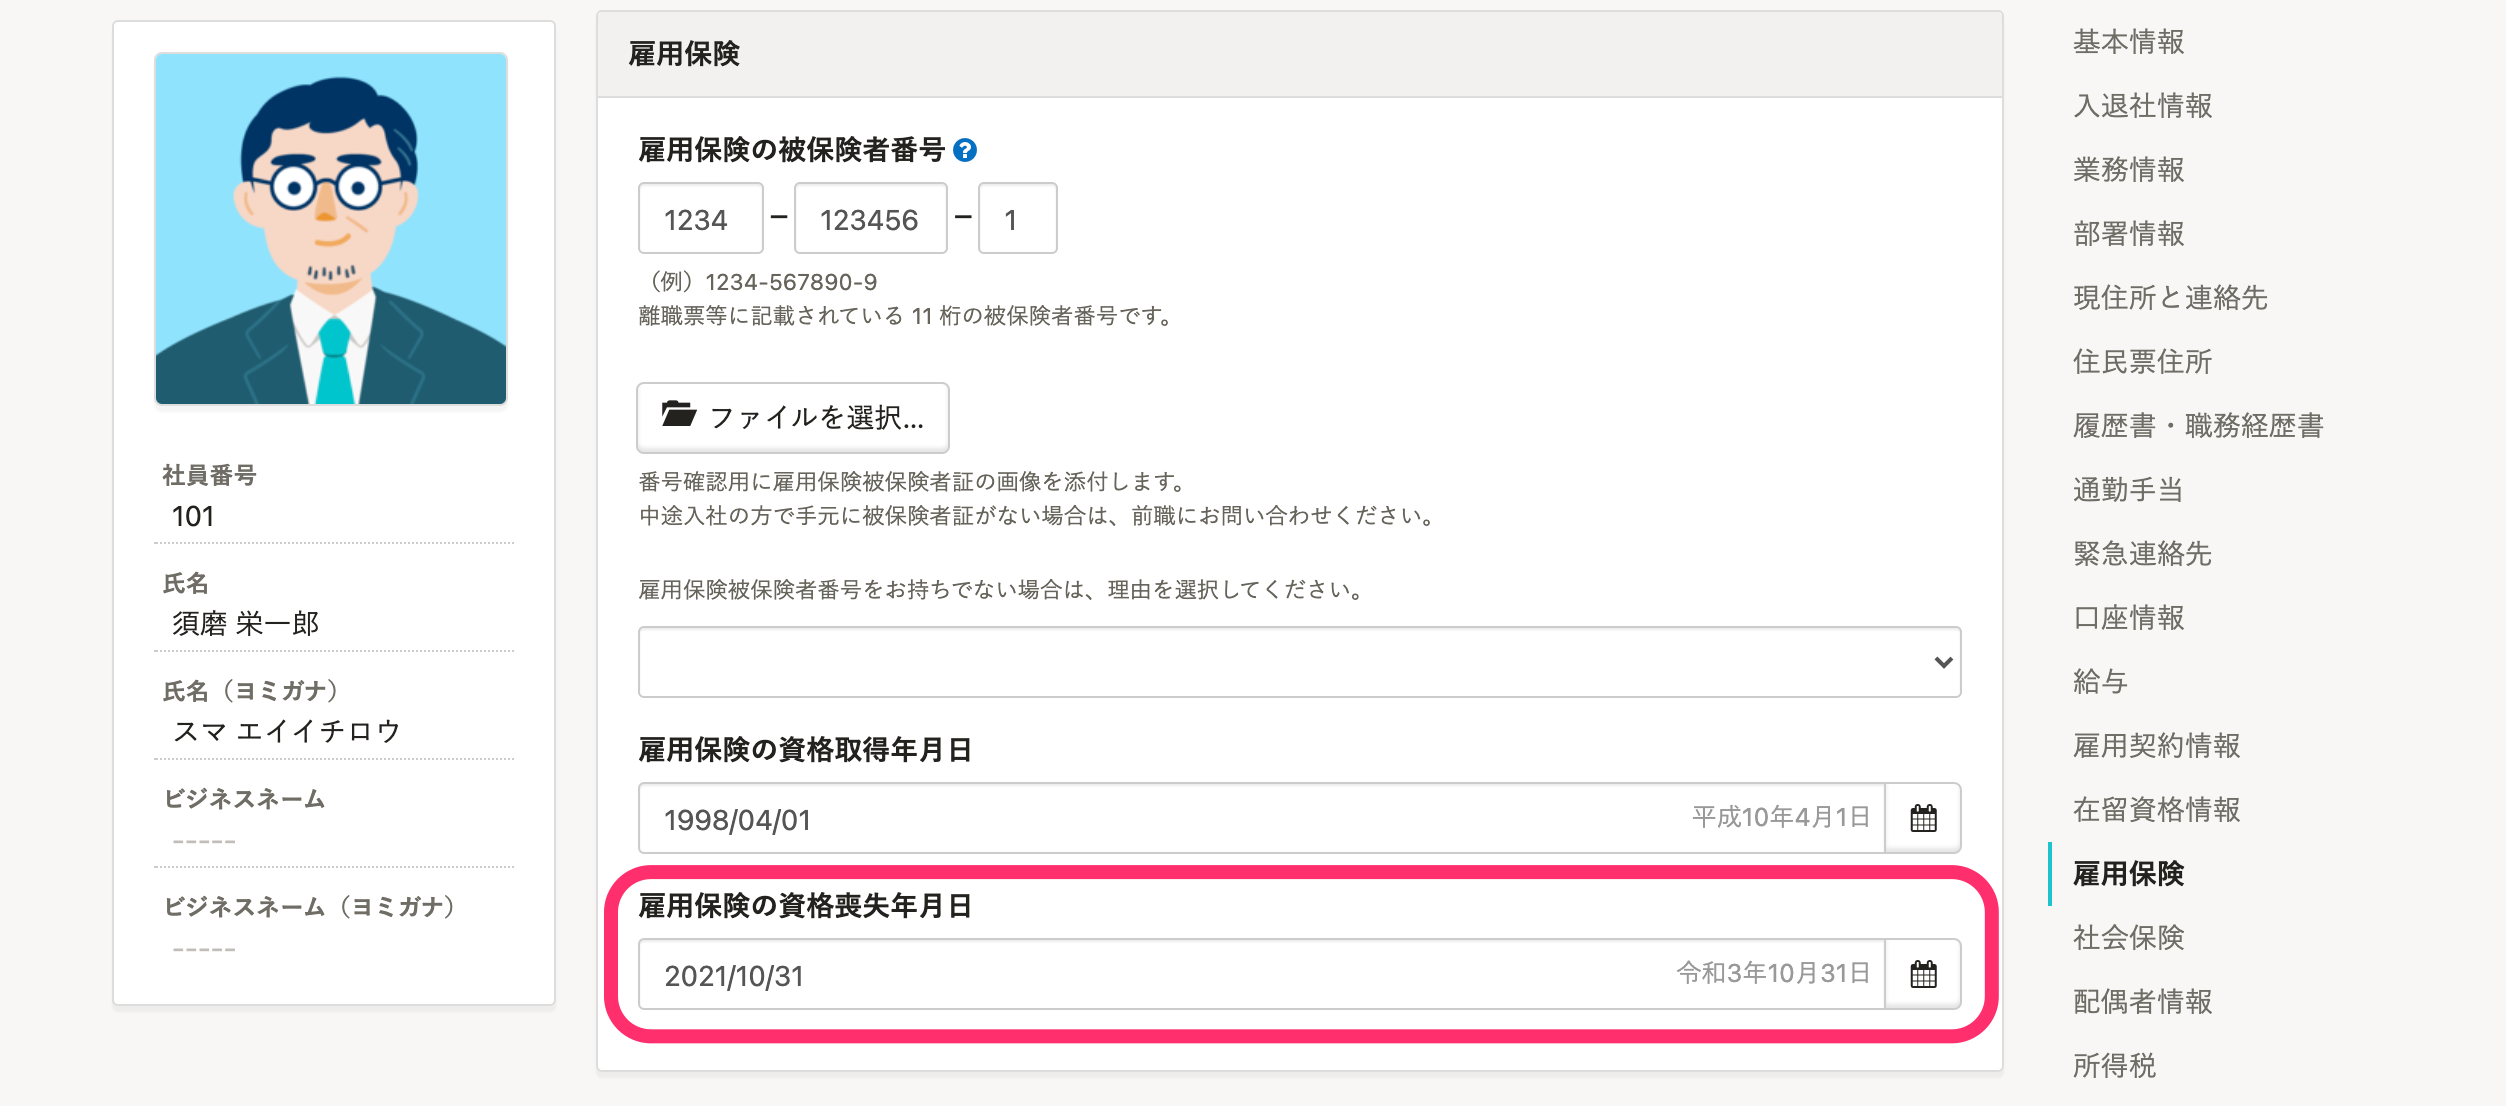 社員番号
101
氏名
須磨 栄一郎
氏名（ヨミガナ）
スマ エイイチロウ
ビジネスネーム
-----
ビジネスネーム（ヨミガナ）
-----
雇用保険
雇用保険の被保険者番号 ?
1234 – 123456 – 1
（例）1234-567890-9
離職票等に記載されている 11 桁の被保険者番号です。
ファイルを選択...
番号確認用に雇用保険被保険者証の画像を添付します。
中途入社の方で手元に被保険者証がない場合は、前職にお問い合わせください。
雇用保険被保険者番号をお持ちでない場合は、理由を選択してください。
雇用保険の資格取得年月日
1998/04/01 平成10年4月1日
雇用保険の資格喪失年月日
2021/10/31 令和3年10月31日
基本情報
入退社情報
業務情報
部署情報
現住所と連絡先
住民票住所
履歴書・職務経歴書
通勤手当
緊急連絡先
口座情報
給与
雇用契約情報
在留資格情報
雇用保険
社会保険
配偶者情報
所得税